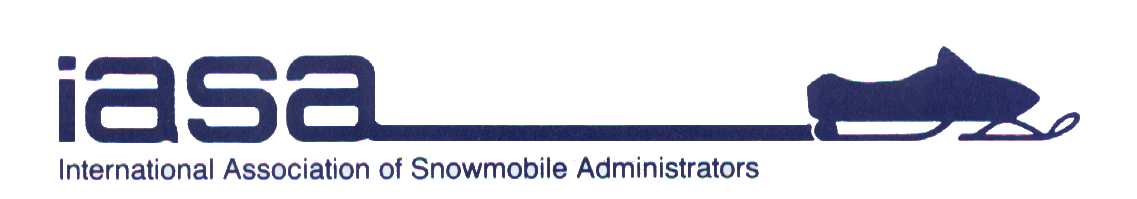 iasa
International Association of Snowmobile Administrators